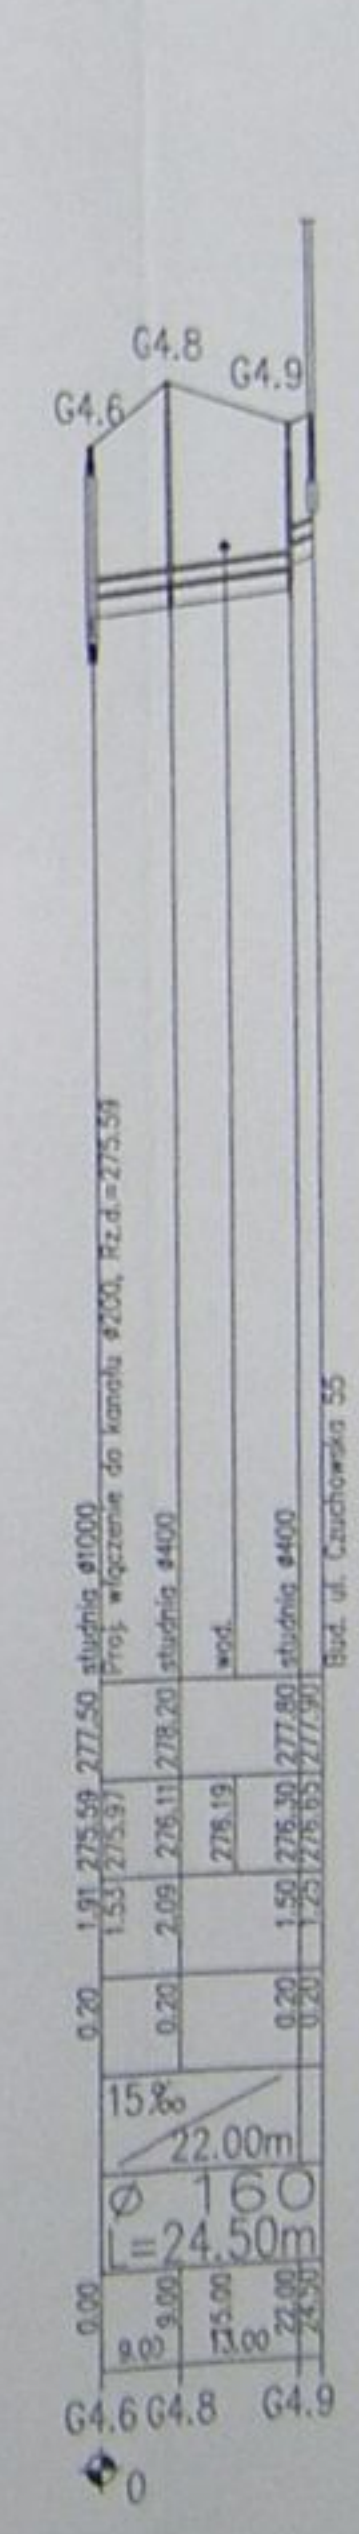 G4.8
G4.6
G4.9
studnia ø1000
Proj. włączenie do kanału ø200, Rz.d.=275.59
studnia ø400
wod.
studnia ø400
Bud. ul. Czuchowska 55
277.50
278.20
277.80
277.90
275.59
275.97
276.11
276.19
276.30
276.65
1.91
1.53
2.09
1.50
1.25
0.20
0.20
0.20
0.20
15‰
22.00m
Ø 160
L=24.50m
0.00
9.00
15.00
22.00
24.50
9.00
13.00
G4.6 G4.8 G4.9
0